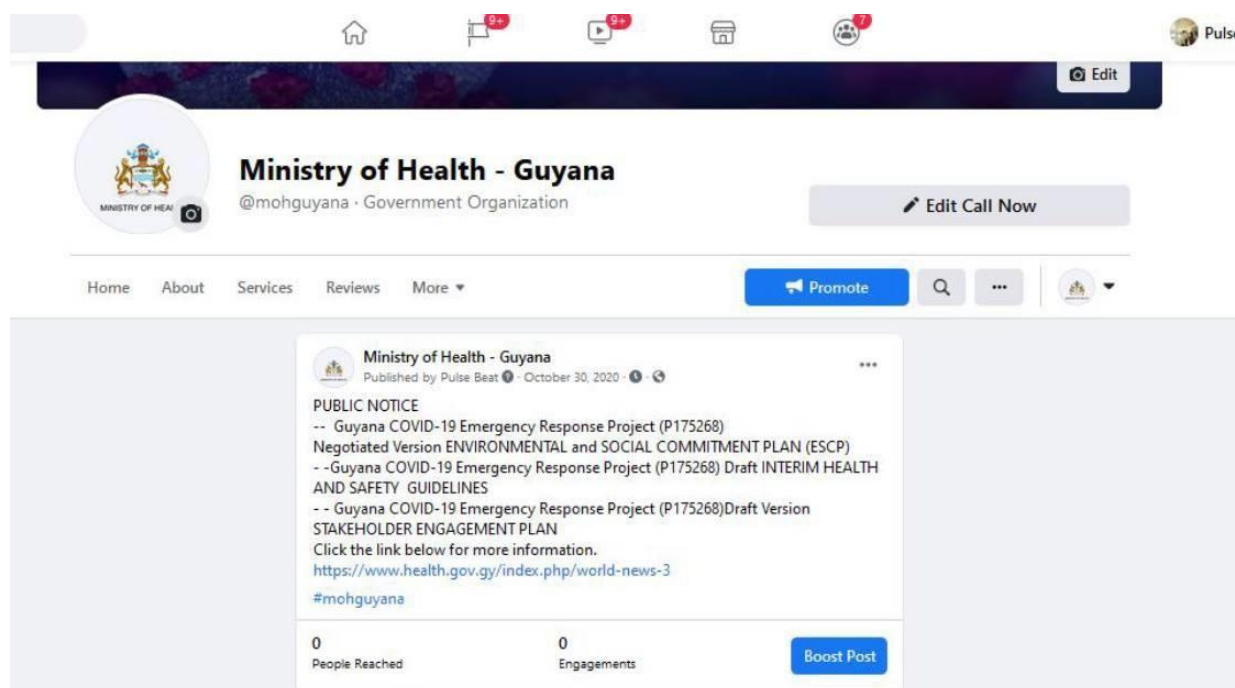 9+
9+
7
Pulse
Edit
MINISTRY OF HEA
Ministry of Health - Guyana
@mohguyana · Government Organization
Edit Call Now
Home About Services Reviews More
Promote
Ministry of Health - Guyana
Published by Pulse Beat · October 30, 2020 ·
PUBLIC NOTICE
-- Guyana COVID-19 Emergency Response Project (P175268)
Negotiated Version ENVIRONMENTAL and SOCIAL COMMITMENT PLAN (ESCP)
- -Guyana COVID-19 Emergency Response Project (P175268) Draft INTERIM HEALTH
AND SAFETY GUIDELINES
- - Guyana COVID-19 Emergency Response Project (P175268)Draft Version
STAKEHOLDER ENGAGEMENT PLAN
Click the link below for more information.
https://www.health.gov.gy/index.php/world-news-3
#mohguyana
0 0
People Reached Engagements
Boost Post